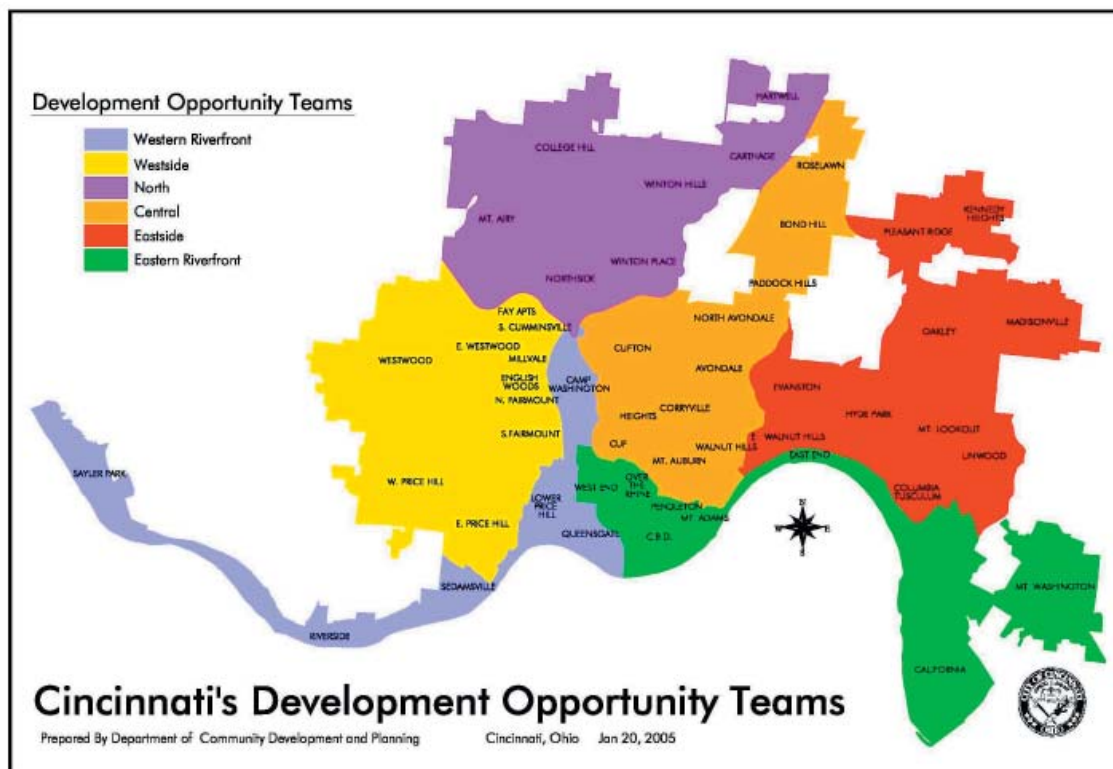 Development Opportunity Teams
Western Riverfront
Westside
North
Central
Eastside
Eastern Riverfront
HARTWELL
COLLEGE HILL
CARTHAGE
ROSELAWN
WINTON HILLS
KENNEDY
HEIGHTS
MT. AIRY
BOND HILL
PLEASANT RIDGE
WINTON PLACE
NORTHSIDE
PADDOCK HILLS
FAY APTS
S. CUMMINSVILLE
NORTH AVONDALE
MADISONVILLE
OAKLEY
E. WESTWOOD
CLIFTON
WESTWOOD
MILLVALE
AVONDALE
ENGLISH
WOODS
CAMP
WASHINGTON
EVANSTON
N. FAIRMOUNT
CORRYVILLE
HEIGHTS
HYDE PARK
MT. LOOKOUT
S. FAIRMOUNT
CUF
WALNUT HILLS
E.
WALNUT HILLS
EAST END
LINWOOD
MT. AUBURN
SAYLER PARK
W. PRICE HILL
WEST END
OVER
THE
RHINE
COLUMBIA
TUSCULUM
LOWER
PRICE
HILL
PENDLETON
MT. ADAMS
N
W
E
S
E. PRICE HILL
QUEENSGATE
C.B.D.
SEDAMSVILLE
MT. WASHINGTON
RIVERSIDE
CALIFORNIA
CITY OF CINCINNATI
OHIO
Cincinnati's Development Opportunity Teams
Prepared By Department of Community Development and Planning Cincinnati, Ohio Jan 20, 2005